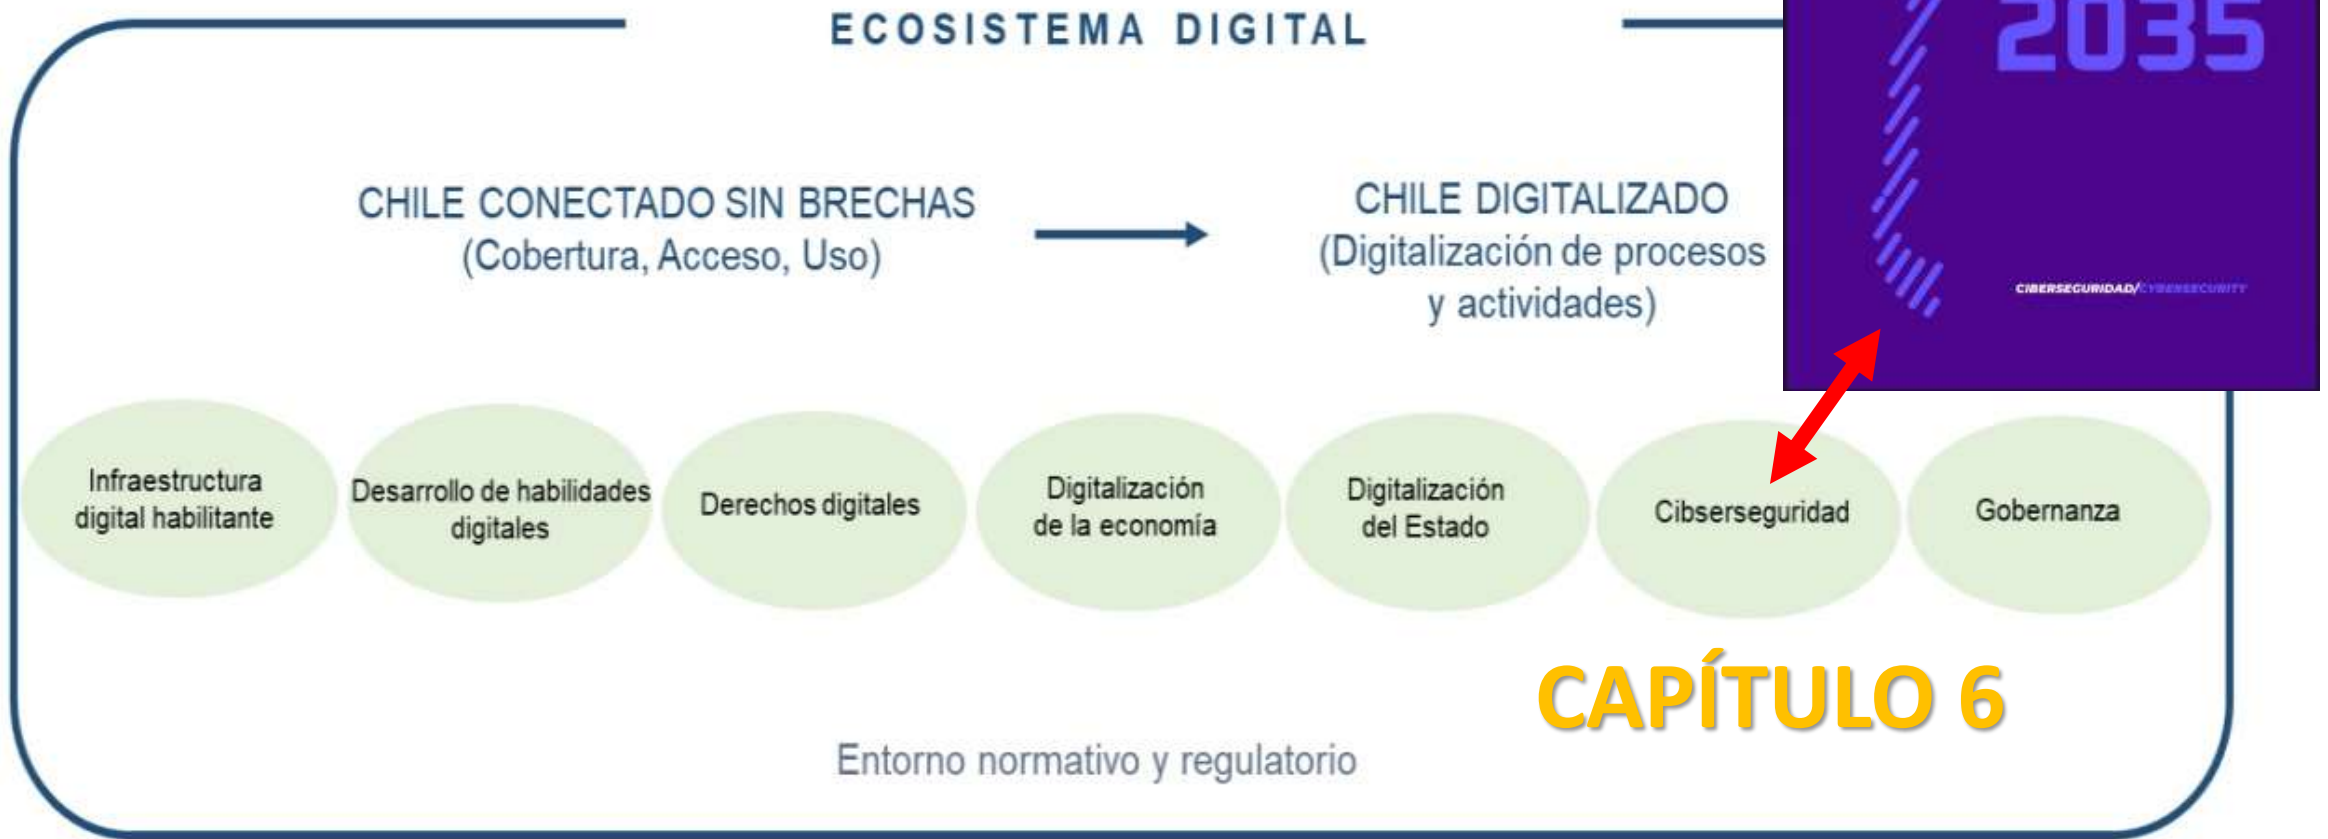 ECOSISTEMA DIGITAL
2035
CHILE CONECTADO SIN BRECHAS
(Cobertura, Acceso, Uso)
CHILE DIGITALIZADO
(Digitalización de procesos
y actividades)
CIBERSEGURIDAD/CYBERSECURITY
Infraestructura
digital habilitante
Desarrollo de habilidades
digitales
Derechos digitales
Digitalización
de la economía
Digitalización
del Estado
Cibserseguridad
Gobernanza
CAPÍTULO 6
Entorno normativo y regulatorio